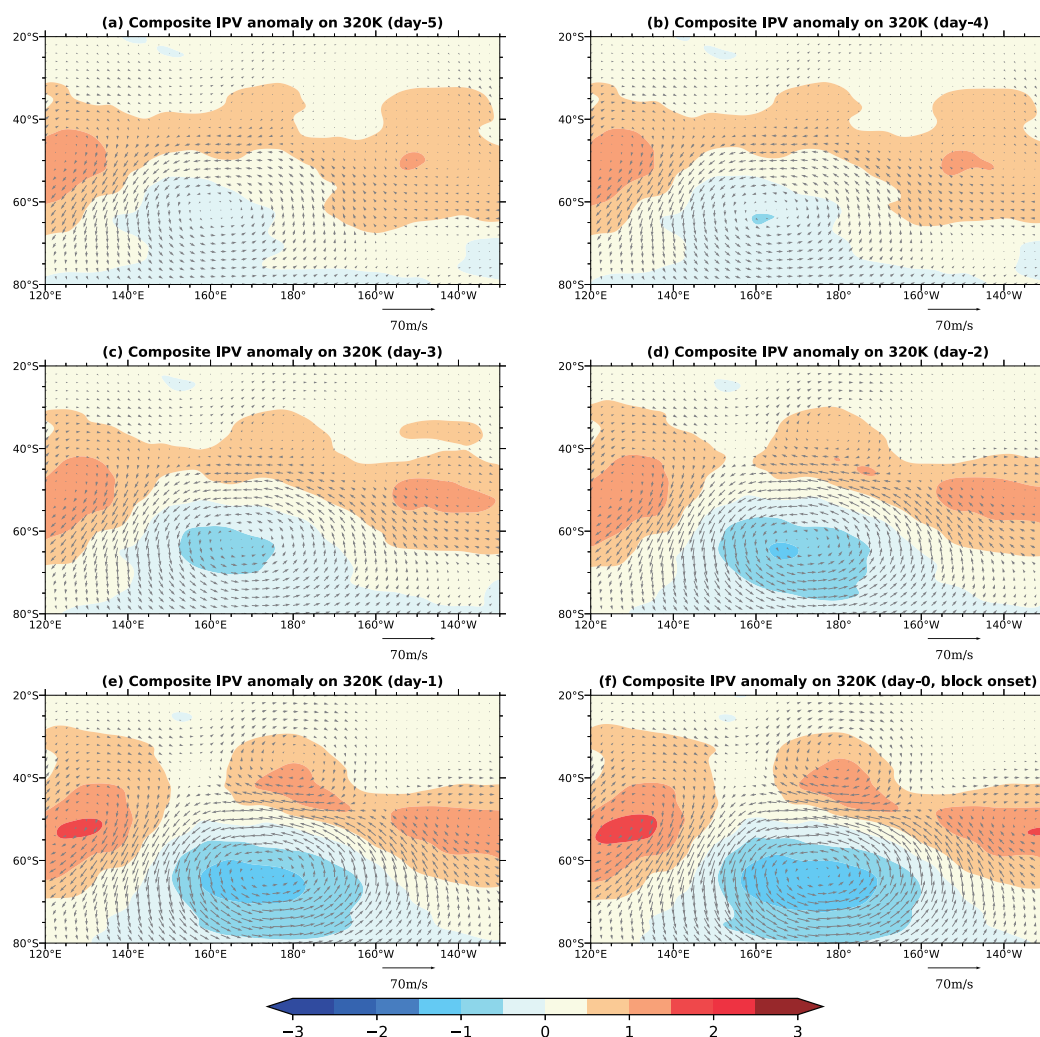 (a) Composite IPV anomaly on 320K (day-5)
(b) Composite IPV anomaly on 320K (day-4)
20°S
40°S
60°S
80°S
120°E 140°E 160°E 180° 160°W 140°W
70m/s
20°S
40°S
60°S
80°S
120°E 140°E 160°E 180° 160°W 140°W
70m/s
(c) Composite IPV anomaly on 320K (day-3)
(d) Composite IPV anomaly on 320K (day-2)
20°S
40°S
60°S
80°S
120°E 140°E 160°E 180° 160°W 140°W
70m/s
20°S
40°S
60°S
80°S
120°E 140°E 160°E 180° 160°W 140°W
70m/s
(e) Composite IPV anomaly on 320K (day-1)
(f) Composite IPV anomaly on 320K (day-0, block onset)
20°S
40°S
60°S
80°S
120°E 140°E 160°E 180° 160°W 140°W
70m/s
20°S
40°S
60°S
80°S
120°E 140°E 160°E 180° 160°W 140°W
70m/s
−3 −2 −1 0 1 2 3